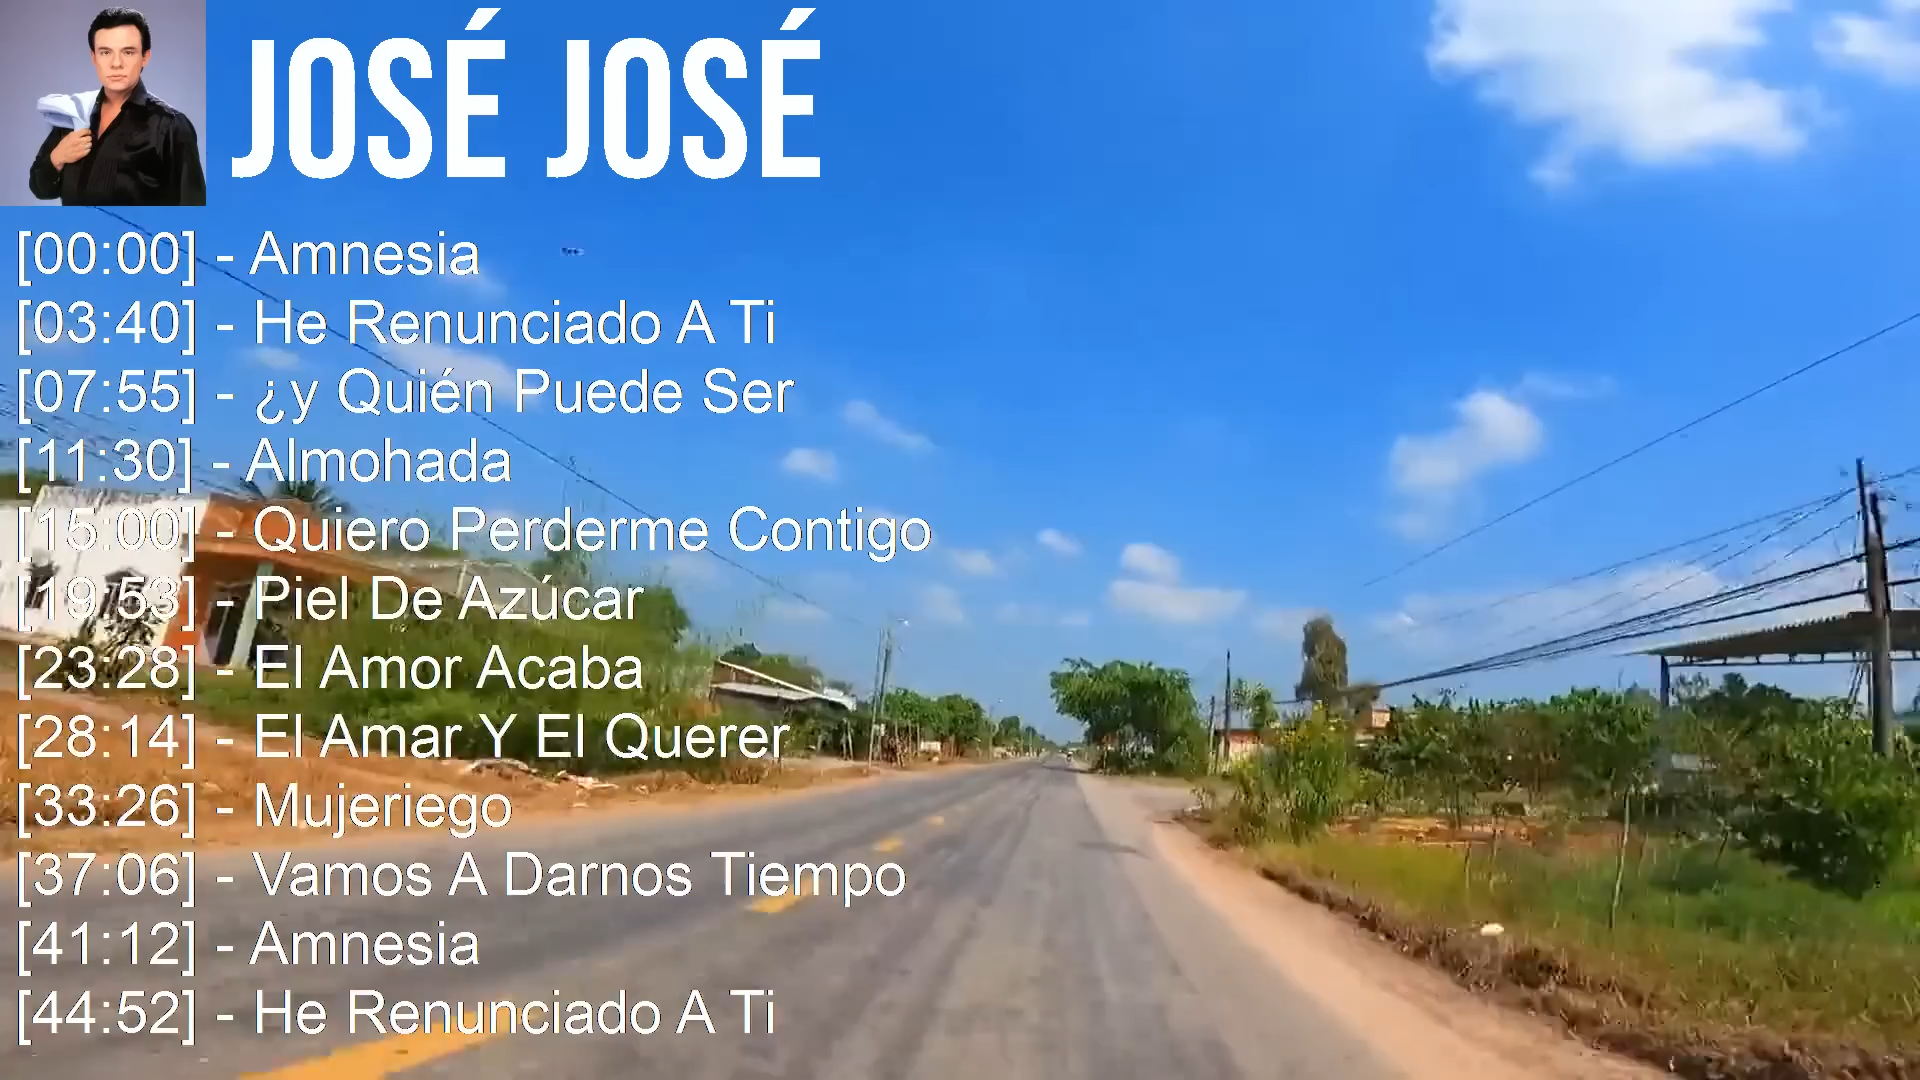 JOSÉ JOSÉ
[00:00] - Amnesia
[03:40] - He Renunciado A Ti
[07:55] - ¿y Quién Puede Ser
[11:30] - Almohada
[15:00] - Quiero Perderme Contigo
[19:53] - Piel De Azúcar
[23:28] - El Amor Acaba
[28:14] - El Amar Y El Querer
[33:26] - Mujeriego
[37:06] - Vamos A Darnos Tiempo
[41:12] - Amnesia
[44:52] - He Renunciado A Ti